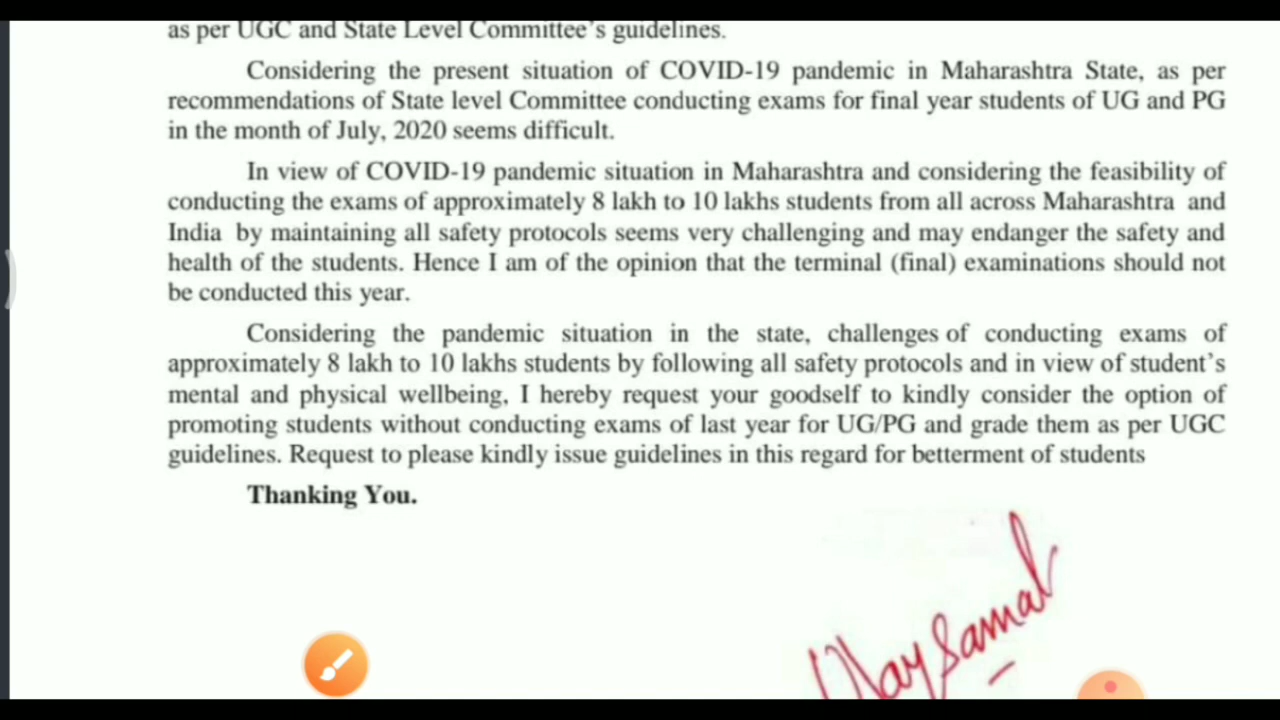 as per UGC and State Level Committee's guidelines.
Considering the present situation of COVID-19 pandemic in Maharashtra State, as per
recommendations of State level Committee conducting exams for final year students of UG and PG
in the month of July, 2020 seems difficult.
In view of COVID-19 pandemic situation in Maharashtra and considering the feasibility of
conducting the exams of approximately 8 lakh to 10 lakhs students from all across Maharashtra and
India by maintaining all safety protocols seems very challenging and may endanger the safety and
health of the students. Hence I am of the opinion that the terminal (final) examinations should not
be conducted this year.
Considering the pandemic situation in the state, challenges of conducting exams of
approximately 8 lakh to 10 lakhs students by following all safety protocols and in view of student's
mental and physical wellbeing, I hereby request your goodself to kindly consider the option of
promoting students without conducting exams of last year for UG/PG and grade them as per UGC
guidelines. Request to please kindly issue guidelines in this regard for betterment of students
Thanking You.